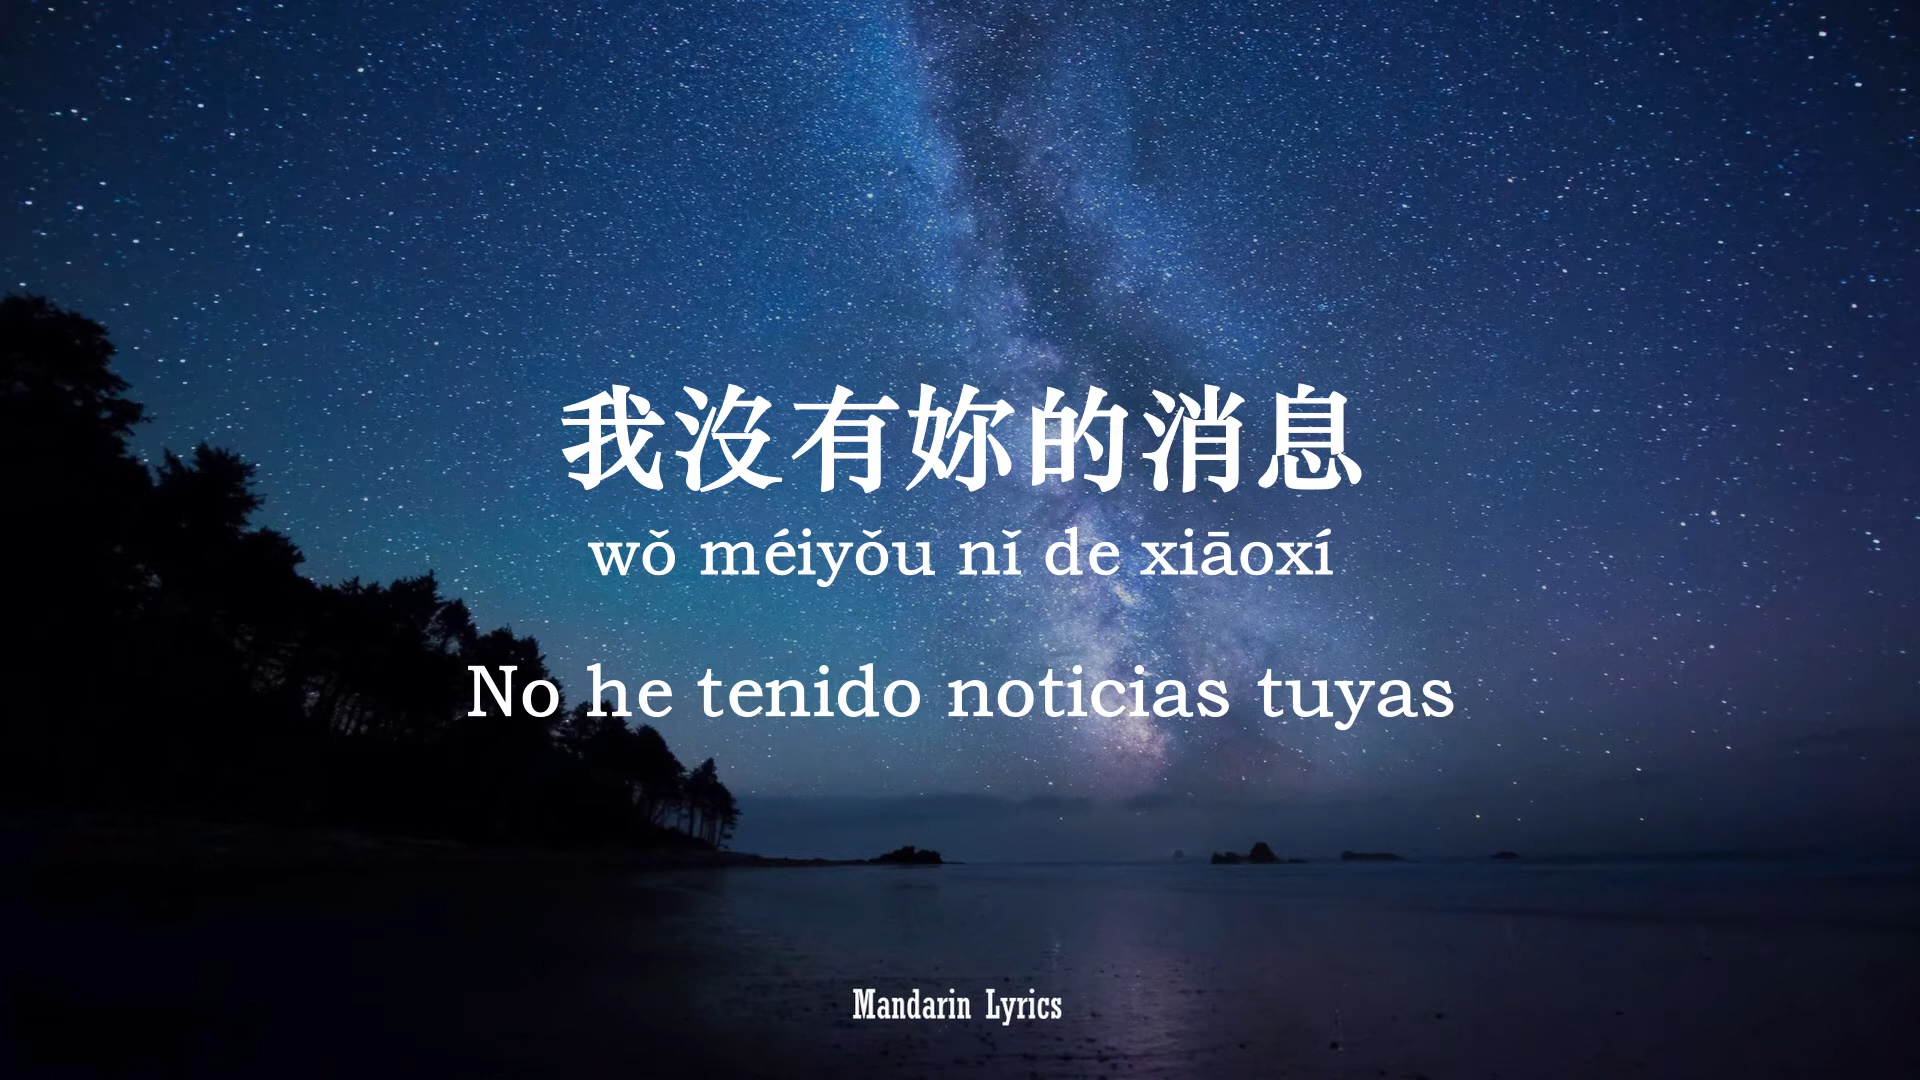 我沒有妳的消息
wǒ méiyǒu nǐ de xiāoxí
No he tenido noticias tuyas
Mandarin Lyrics